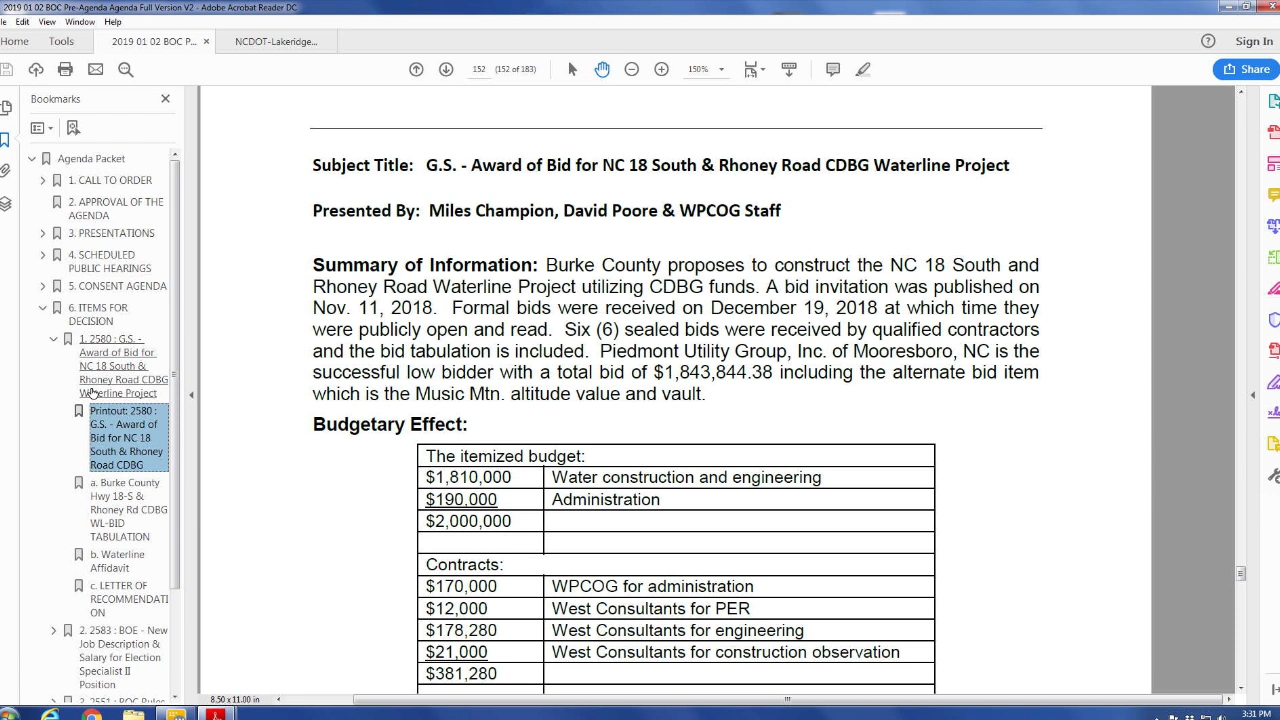 2019 01 02 BOC Pre-Agenda Agenda Full Version V2 - Adobe Acrobat Reader DC
Edit View Window Help
Home Tools 2019 01 02 BOC P... × NCDOT-Lakeridge... Sign In
152 (152 of 183) 150% Share
Bookmarks
Agenda Packet
1. CALL TO ORDER
2. APPROVAL OF THE
AGENDA
3. PRESENTATIONS
4. SCHEDULED
PUBLIC HEARINGS
5. CONSENT AGENDA
6. ITEMS FOR
DECISION
1. 2580 : G.S. -
Award of Bid for
NC 18 South &
Rhoney Road CDBG
Waterline Project
Printout: 2580 :
G.S. - Award of
Bid for NC 18
South & Rhoney
Road CDBG
a. Burke County
Hwy 18-S &
Rhoney Rd CDBG
WL-BID
TABULATION
b. Waterline
Affidavit
c. LETTER OF
RECOMMENDATI
ON
2. 2583 : BOE - New
Job Description &
Salary for Election
Specialist II
Position
3. 2551 : BOC Rules
Subject Title: G.S. - Award of Bid for NC 18 South & Rhoney Road CDBG Waterline Project
Presented By: Miles Champion, David Poore & WPCOG Staff
Summary of Information: Burke County proposes to construct the NC 18 South and
Rhoney Road Waterline Project utilizing CDBG funds. A bid invitation was published on
Nov. 11, 2018. Formal bids were received on December 19, 2018 at which time they
were publicly open and read. Six (6) sealed bids were received by qualified contractors
and the bid tabulation is included. Piedmont Utility Group, Inc. of Mooresboro, NC is the
successful low bidder with a total bid of $1,843,844.38 including the alternate bid item
which is the Music Mtn. altitude value and vault.
Budgetary Effect:
The itemized budget:
$1,810,000 Water construction and engineering
$190,000 Administration
$2,000,000
Contracts:
$170,000 WPCOG for administration
$12,000 West Consultants for PER
$178,280 West Consultants for engineering
$21,000 West Consultants for construction observation
$381,280
8.50 x 11.00 in
3:31 PM